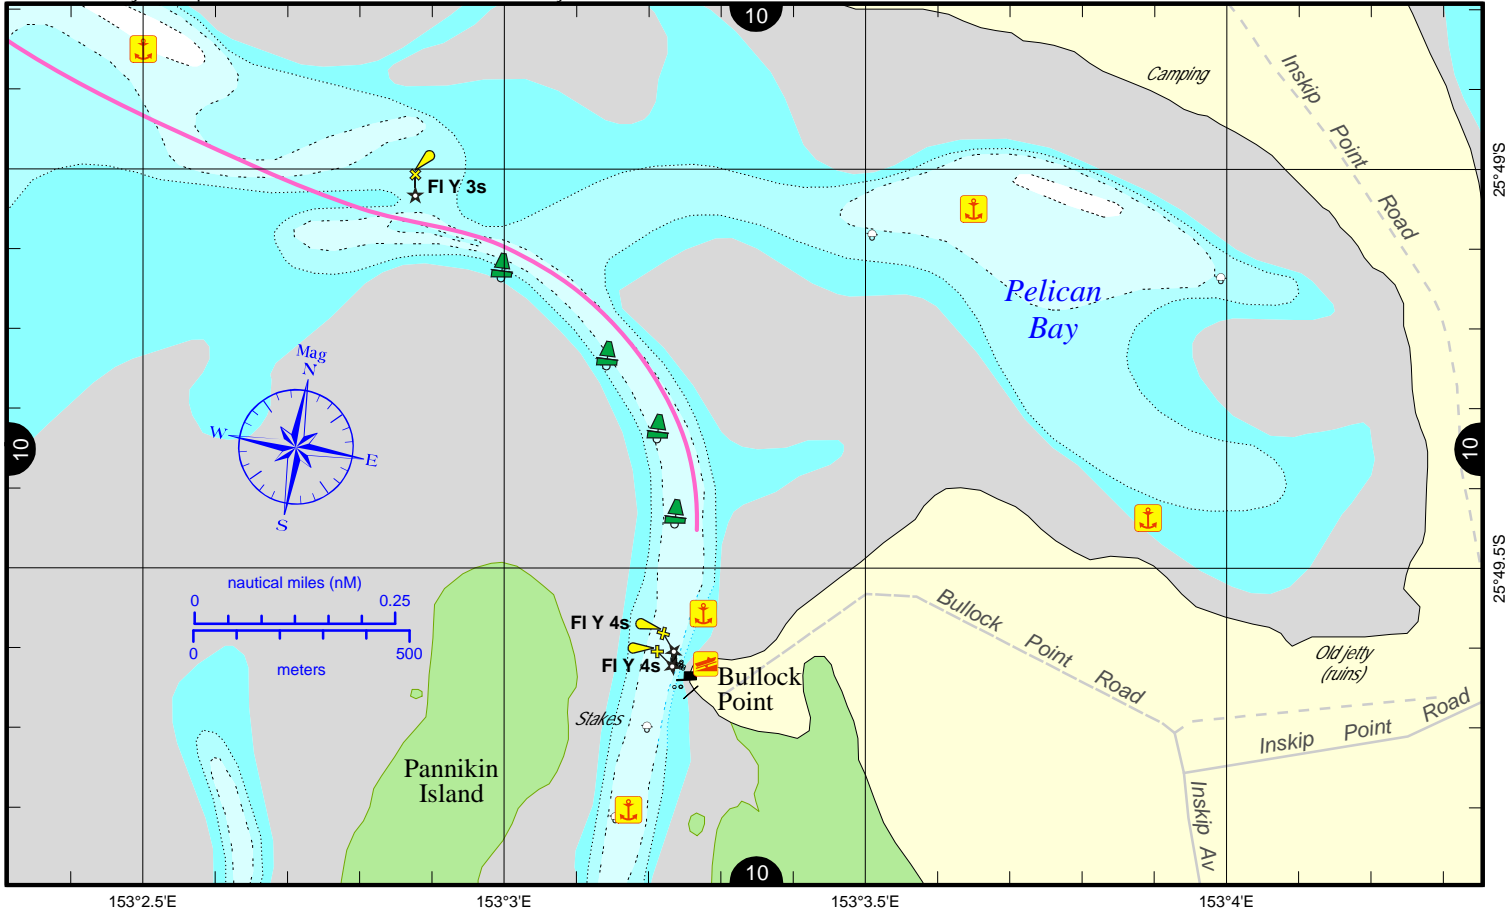 10
Camping
Inskip
Point
Road
25°49'S
Fl Y 3s
Pelican
Bay
Mag
N
W
E
S
10
10
nautical miles (nM)
0 0.25
0 500
meters
25°49.5'S
Fl Y 4s
Fl Y 4s
Bullock
Point
Stakes
Pannikin
Island
Bullock Point Road
Old jetty
(ruins)
Inskip Point Road
Inskip Av
10
153°2.5'E 153°3'E 153°3.5'E 153°4'E